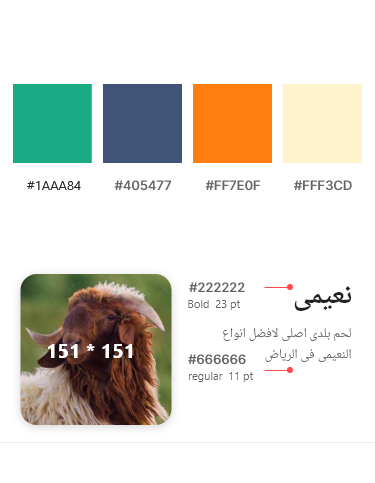 #1AAA84 #405477 #FF7E0F #FFF3CD
#222222
Bold 23 pt
نعيمى
لحم بلدى اصلى لافضل انواع
النعيمى فى الرياض
#666666
regular 11 pt
151 * 151